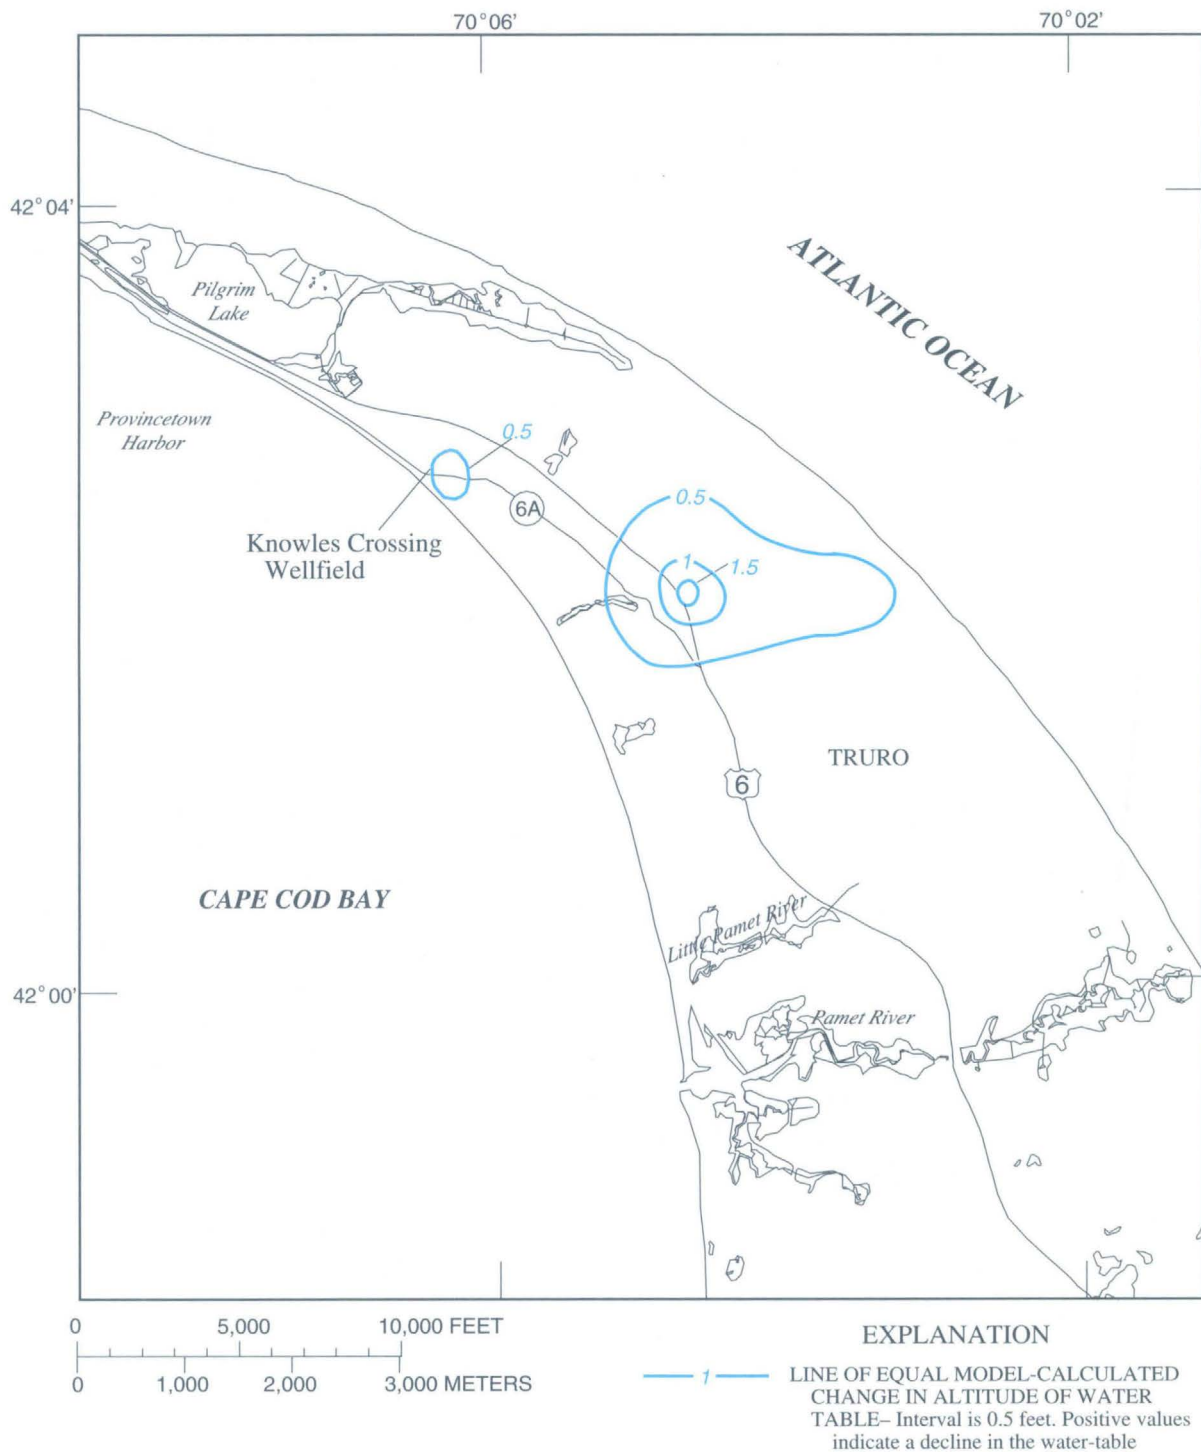 70° 06'
70° 02'
42° 04'
ATLANTIC OCEAN
Pilgrim
Lake
Provincetown
Harbor
0.5
6A
0.5
Knowles Crossing
Wellfield
1
1.5
TRURO
6
CAPE COD BAY
Little Pamet River
42° 00'
Pamet River
0 5,000 10,000 FEET
0 1,000 2,000 3,000 METERS
EXPLANATION
1 LINE OF EQUAL MODEL-CALCULATED
CHANGE IN ALTITUDE OF WATER
TABLE– Interval is 0.5 feet. Positive values
indicate a decline in the water-table